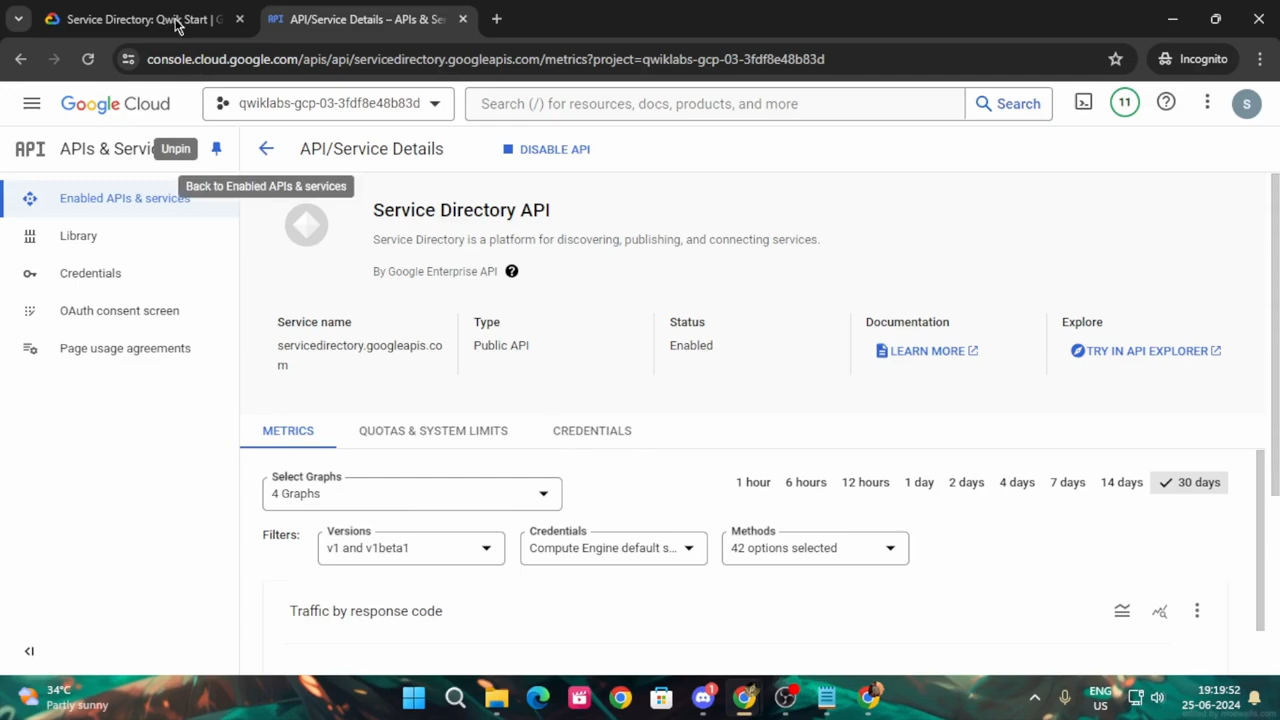 Service Directory: Qwik Start | G
API API/Service Details – APIs & Se
console.cloud.google.com/apis/api/servicedirectory.googleapis.com/metrics?project=qwiklabs-gcp-03-3fdf8e48b83d
Incognito
Google Cloud
qwiklabs-gcp-03-3fdf8e48b83d
Search (/) for resources, docs, products, and more
Search
11
S
API APIs & Servic
Unpin
API/Service Details
DISABLE API
Back to Enabled APIs & services
Enabled APIs & services
Library
Credentials
OAuth consent screen
Page usage agreements
Service Directory API
Service Directory is a platform for discovering, publishing, and connecting services.
By Google Enterprise API
Service name
servicedirectory.googleapis.co
m
Type
Public API
Status
Enabled
Documentation
LEARN MORE
Explore
TRY IN API EXPLORER
METRICS
QUOTAS & SYSTEM LIMITS
CREDENTIALS
Select Graphs
4 Graphs
1 hour
6 hours
12 hours
1 day
2 days
4 days
7 days
14 days
30 days
Filters:
Versions
v1 and v1beta1
Credentials
Compute Engine default s...
Methods
42 options selected
Traffic by response code
34°C
Partly sunny
1
ENG
US
19:19:52
25-06-2024